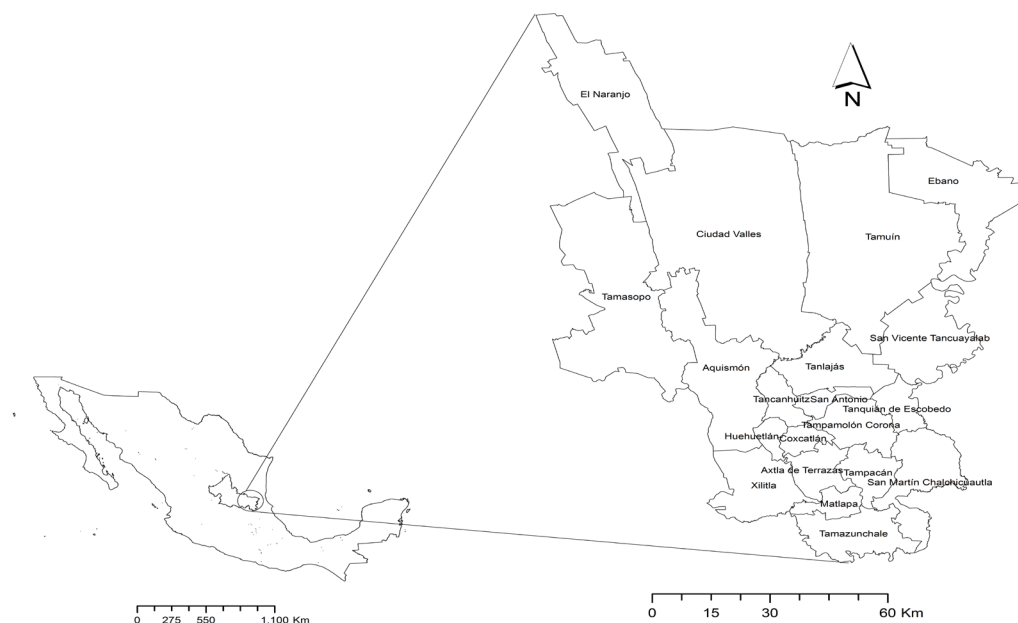 N
El Naranjo
Ebano
Ciudad Valles
Tamuín
Tamasopo
San Vicente Tancuayalab
Aquismón
Tanlajás
Tancanhuitz
San Antonio
Tanquián de Escobedo
Tampamolón Corona
Huehuetlán
Coxcatlán
Axtla de Terrazas
Tampacán
San Martín Chalchicuautla
Xilitla
Matlapa
Tamazunchale
0 275 550 1,100 Km
0 15 30 60 Km